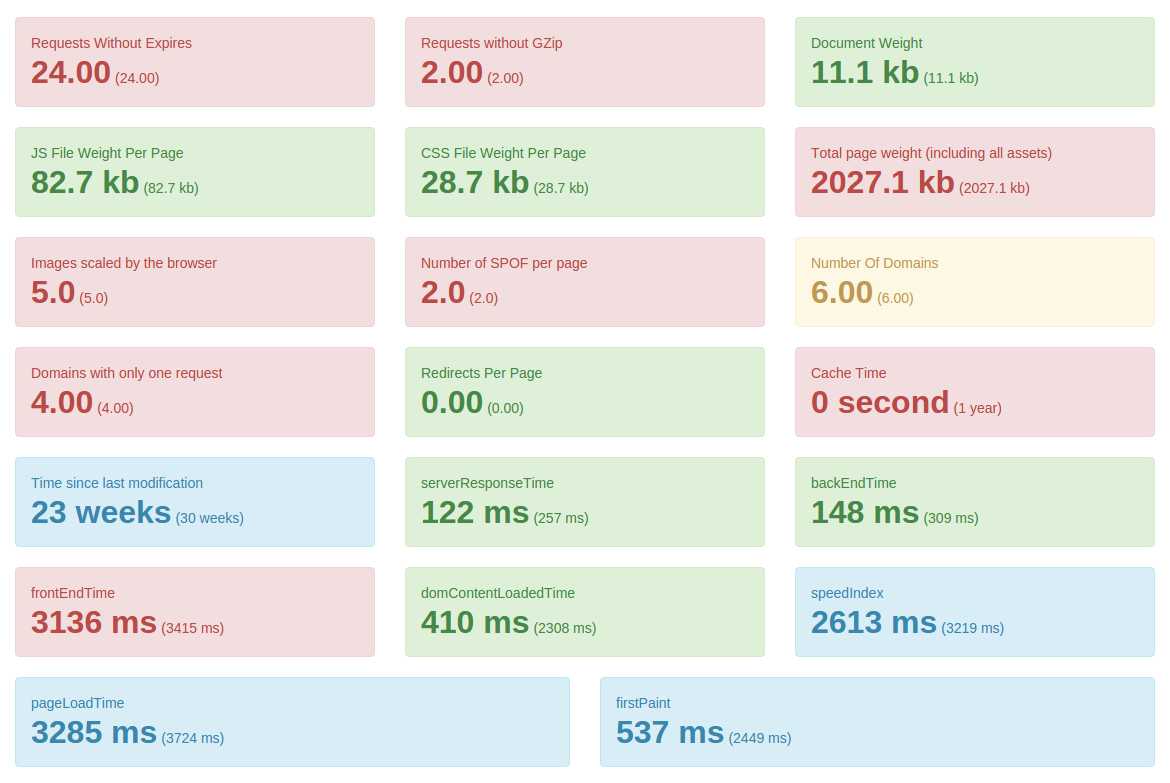 Requests Without Expires
24.00 (24.00)
Requests without GZip
2.00 (2.00)
Document Weight
11.1 kb (11.1 kb)
JS File Weight Per Page
82.7 kb (82.7 kb)
CSS File Weight Per Page
28.7 kb (28.7 kb)
Total page weight (including all assets)
2027.1 kb (2027.1 kb)
Images scaled by the browser
5.0 (5.0)
Number of SPOF per page
2.0 (2.0)
Number Of Domains
6.00 (6.00)
Domains with only one request
4.00 (4.00)
Redirects Per Page
0.00 (0.00)
Cache Time
0 second (1 year)
Time since last modification
23 weeks (30 weeks)
serverResponseTime
122 ms (257 ms)
backEndTime
148 ms (309 ms)
frontEndTime
3136 ms (3415 ms)
domContentLoadedTime
410 ms (2308 ms)
speedIndex
2613 ms (3219 ms)
pageLoadTime
3285 ms (3724 ms)
firstPaint
537 ms (2449 ms)